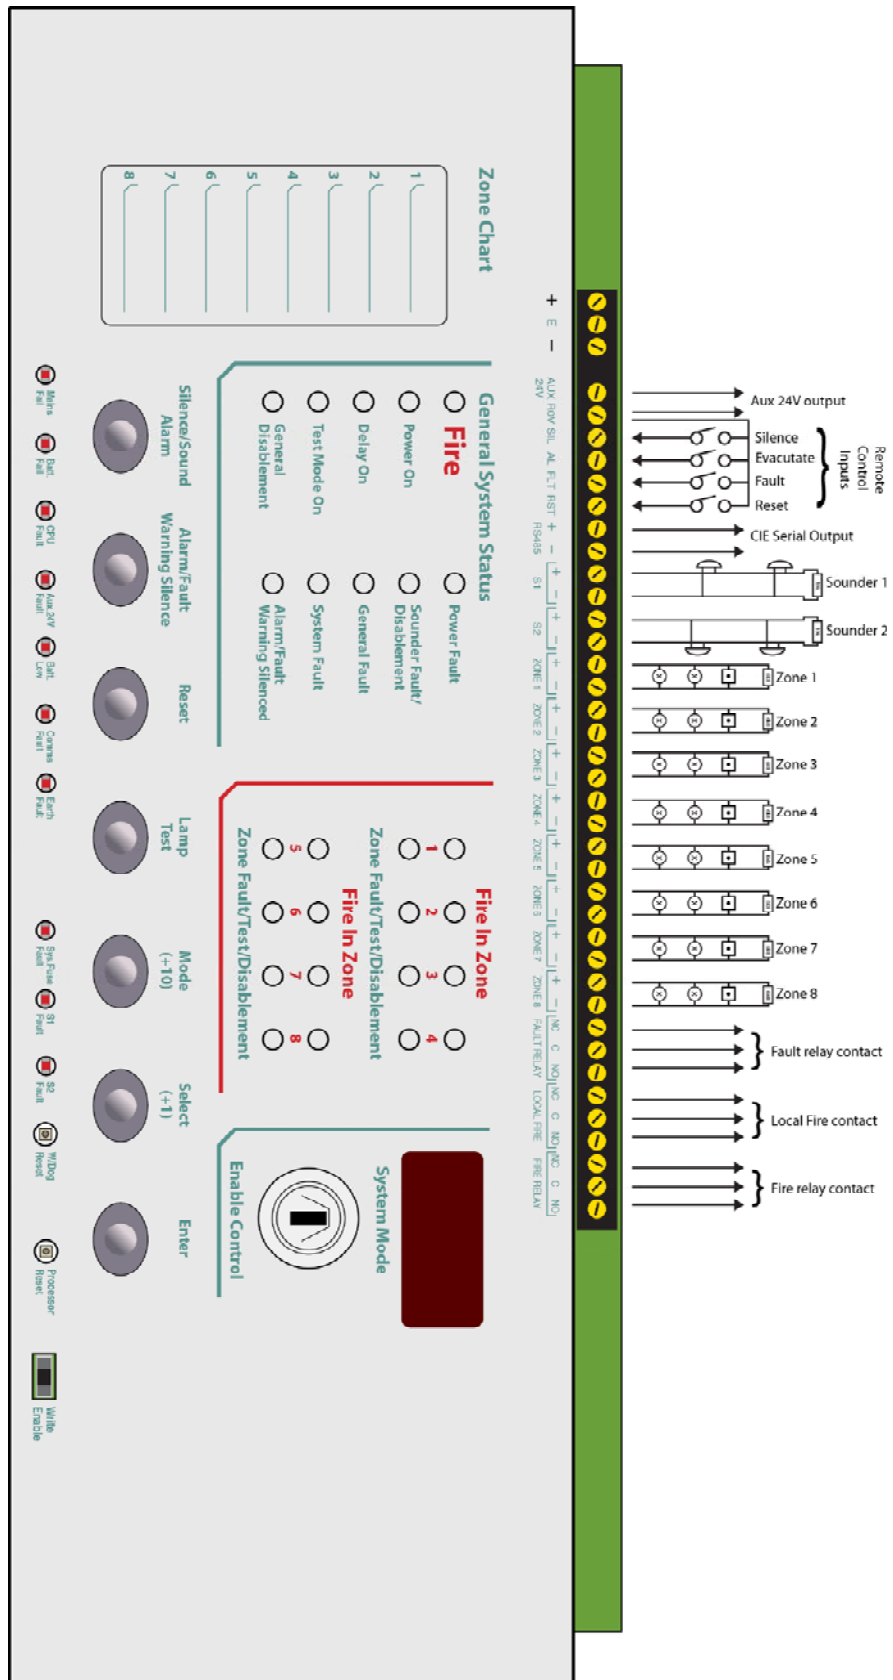 Zone Chart
1
2
3
4
5
6
7
8
+ E −
AUX 24V
R0V SIL AL FLT RST
+ −
RS485
+ −
S1
+ −
S2
+ −
ZONE 1
+ −
ZONE 2
+ −
ZONE 3
+ −
ZONE 4
+ −
ZONE 5
+ −
ZONE 6
+ −
ZONE 7
+ −
ZONE 8
NC C NO
FAULT RELAY
NC C NO
LOCAL FIRE
NC C NO
FIRE RELAY
General System Status
Fire
Power On
Delay On
Test Mode On
General
Disablement
Power Fault
Sounder Fault/
Disablement
General Fault
System Fault
Alarm/Fault
Warning Silenced
Fire In Zone
1 2 3 4
Zone Fault/Test/Disablement
Fire In Zone
5 6 7 8
Zone Fault/Test/Disablement
System Mode
Enable Control
Silence/Sound
Alarm
Alarm/Fault
Warning Silence
Reset
Lamp
Test
Mode
(+10)
Select
(+1)
Enter
Mains
Fail
Batt.
Fail
CPU
Fault
Aux 24V
Fault
Batt.
Low
Comms
Fault
Earth
Fault
Sys.Fuse
Fault
S1
Fault
S2
Fault
W/Dog
Reset
Processor
Reset
Write
Enable
Aux 24V output
Silence
Evacutate
Fault
Reset
Remote
Control
Inputs
CIE Serial Output
Sounder 1
Sounder 2
Zone 1
Zone 2
Zone 3
Zone 4
Zone 5
Zone 6
Zone 7
Zone 8
Fault relay contact
Local Fire contact
Fire relay contact